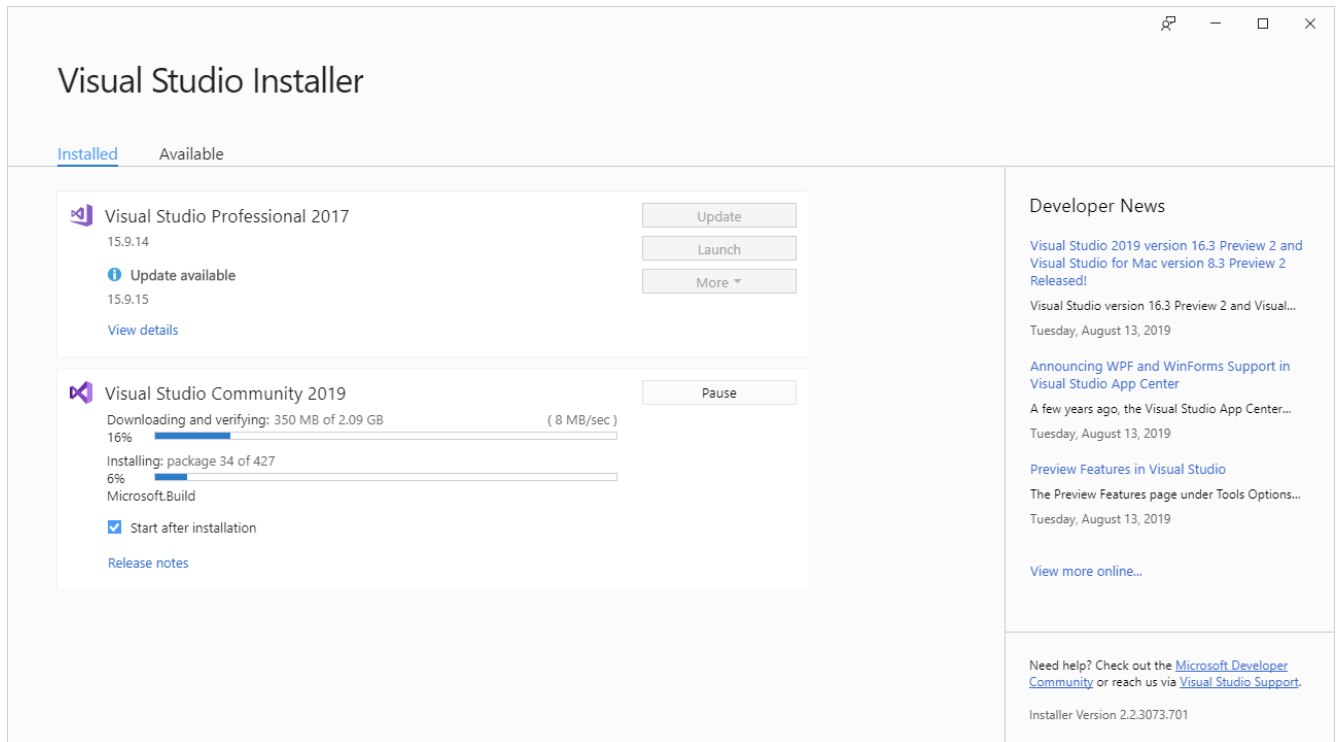 Visual Studio Installer
Installed
Available
Visual Studio Professional 2017
15.9.14
Update available
15.9.15
View details
Update
Launch
More
Visual Studio Community 2019
Pause
Downloading and verifying: 350 MB of 2.09 GB
( 8 MB/sec )
16%
Installing: package 34 of 427
6%
Microsoft.Build
Start after installation
Release notes
Developer News
Visual Studio 2019 version 16.3 Preview 2 and
Visual Studio for Mac version 8.3 Preview 2
Released!
Visual Studio version 16.3 Preview 2 and Visual...
Tuesday, August 13, 2019
Announcing WPF and WinForms Support in
Visual Studio App Center
A few years ago, the Visual Studio App Center...
Tuesday, August 13, 2019
Preview Features in Visual Studio
The Preview Features page under Tools Options...
Tuesday, August 13, 2019
View more online...
Need help? Check out the Microsoft Developer
Community or reach us via Visual Studio Support.
Installer Version 2.2.3073.701